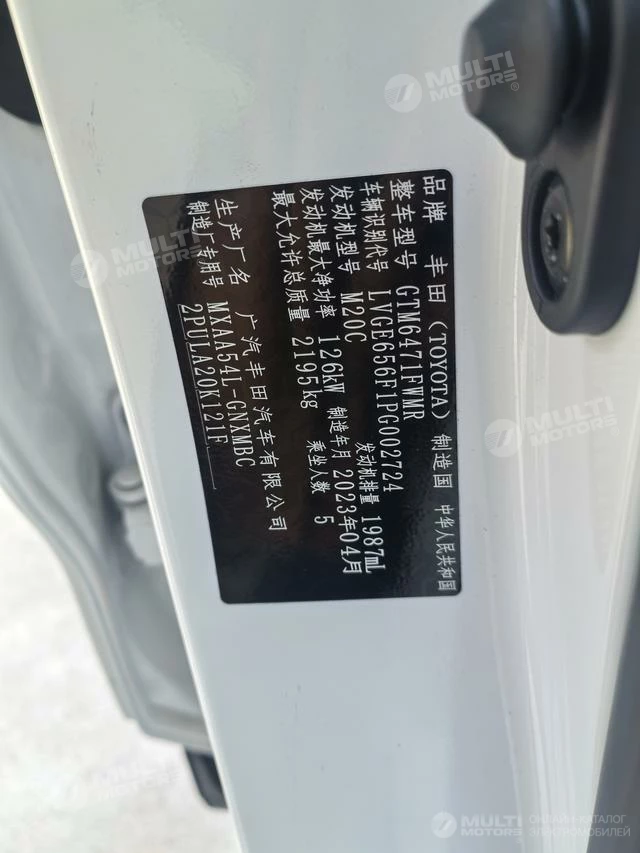 品牌 丰田 (TOYOTA) 制造国 中华人民共和国
整车型号 GTM6471FWMR
车辆识别代号 LVGE656F1PG002724
发动机型号 M20C 发动机排量 1987mL
发动机最大净功率 126kW 制造年月 2023年04月
最大允许总质量 2195kg 乘坐人数 5
生产厂名 广汽丰田汽车有限公司
制造厂专用号 MXAA54L-GNXMBC
2PULA20K121F
MULTI
MOTORS®
MULTI
MOTORS
MULTI
MOTORS
MULTI
MOTORS
MULTI
MOTORS
ОНЛАЙН-КАТАЛОГ
ЭЛЕКТРОМОБИЛЕЙ